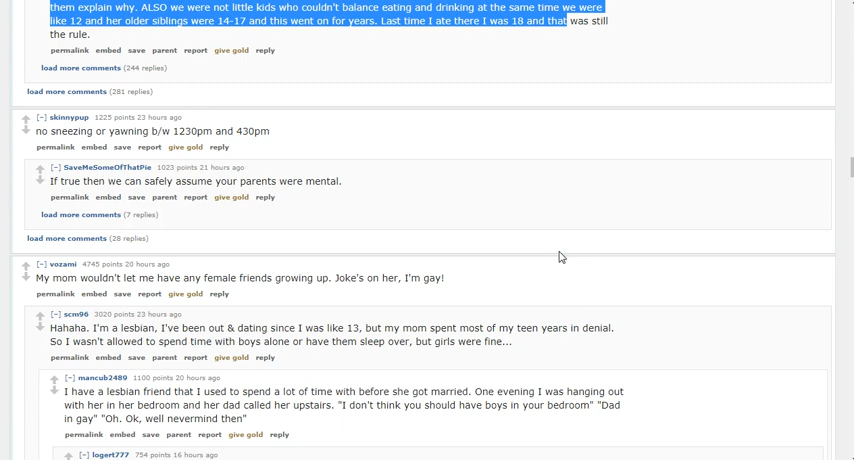 them explain why. ALSO we were not little kids who couldn't balance eating and drinking at the same time we were
like 12 and her older siblings were 14-17 and this went on for years. Last time I ate there I was 18 and that was still
the rule.
permalink embed save parent report give gold reply
load more comments (244 replies)
load more comments (281 replies)
[–] skinnypup 1225 points 23 hours ago
no sneezing or yawning b/w 1230pm and 430pm
permalink embed save report give gold reply
[–] SaveMeSomeOfThatPie 1023 points 21 hours ago
If true then we can safely assume your parents were mental.
permalink embed save parent report give gold reply
load more comments (7 replies)
load more comments (28 replies)
[–] vozami 4745 points 20 hours ago
My mom wouldn't let me have any female friends growing up. Joke's on her, I'm gay!
permalink embed save report give gold reply
[–] scm96 3020 points 23 hours ago
Hahaha. I'm a lesbian, I've been out & dating since I was like 13, but my mom spent most of my teen years in denial.
So I wasn't allowed to spend time with boys alone or have them sleep over, but girls were fine...
permalink embed save parent report give gold reply
[–] mancub2489 1100 points 20 hours ago
I have a lesbian friend that I used to spend a lot of time with before she got married. One evening I was hanging out
with her in her bedroom and her dad called her upstairs. "I don't think you should have boys in your bedroom" "Dad
in gay" "Oh. Ok, well nevermind then"
permalink embed save parent report give gold reply
[–] logert777 754 points 16 hours ago